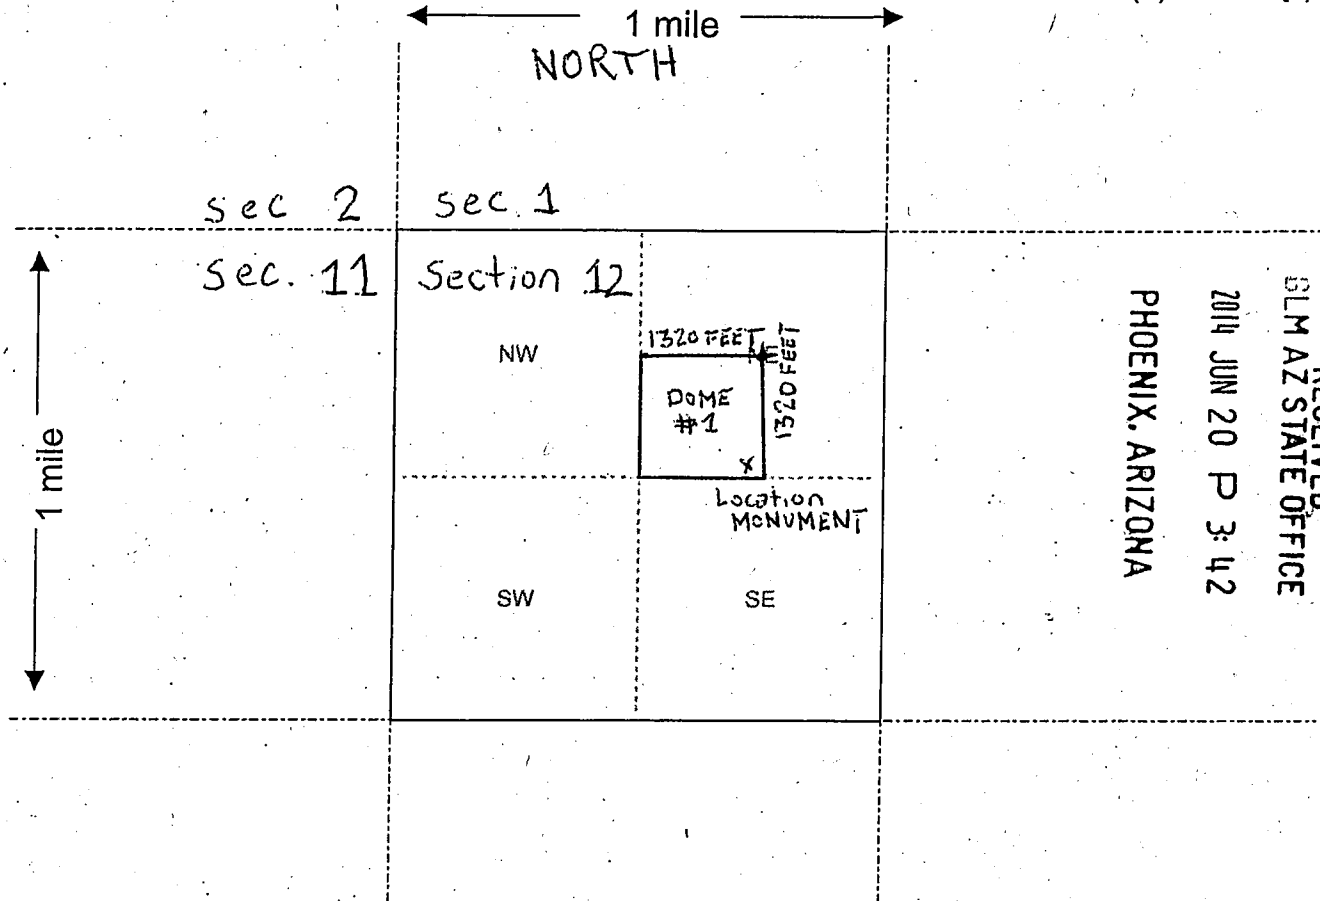 1 mile
NORTH
sec 2
sec. 1
Sec. 11
Section 12
1320 FEET
1320 FEET
NW
DOME
#1
x
Location
MONUMENT
1 mile
SW
SE
RECEIVED
BLM AZ STATE OFFICE
2014 JUN 20 P 3:42
PHOENIX, ARIZONA